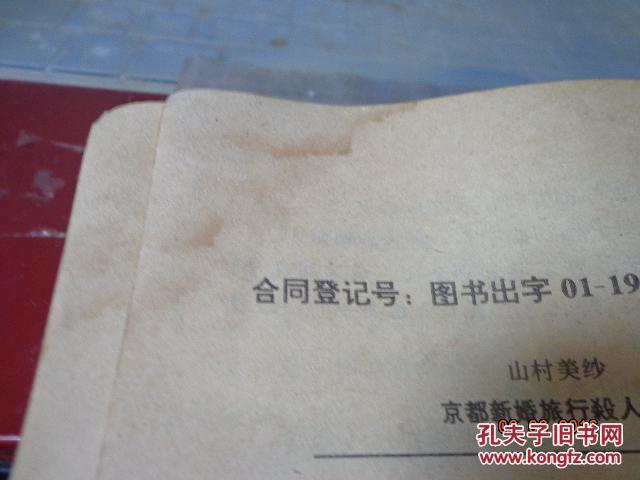 合同登记号：图书出字 01-19
山村美纱
京都新婚旅行殺人
孔夫子旧书网
www.kongfz.com